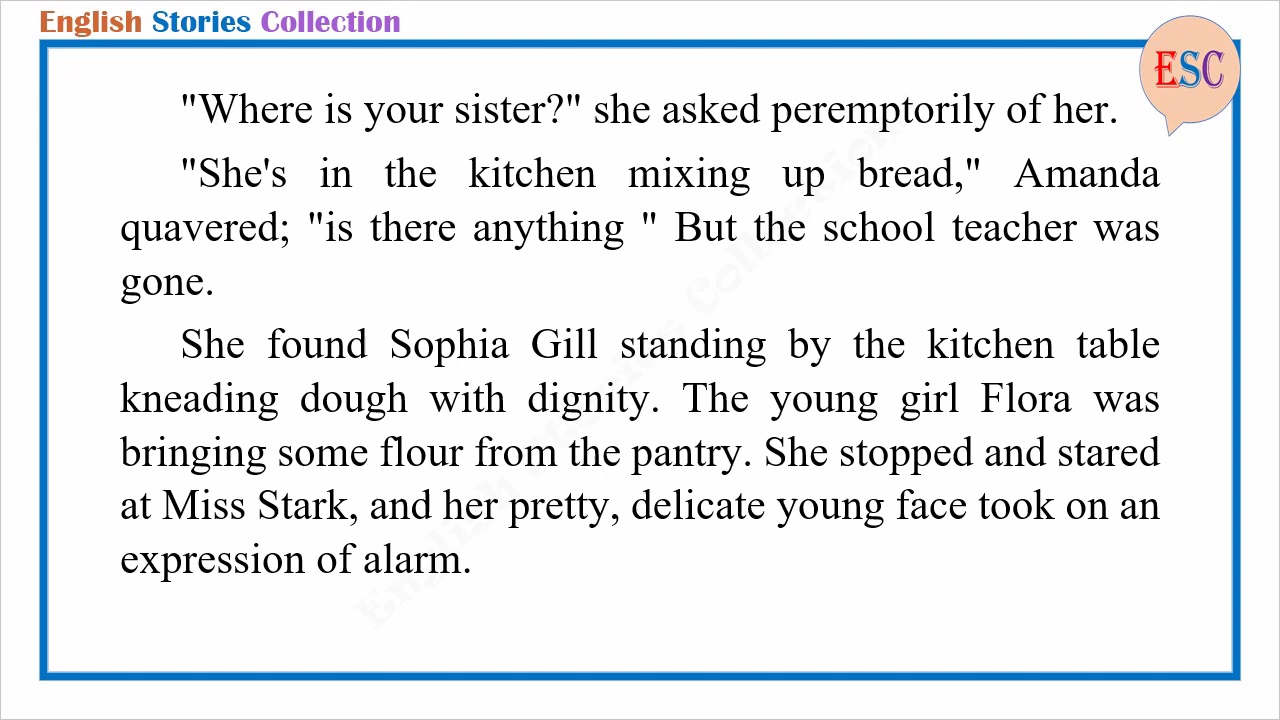 English Stories Collection
ESC
"Where is your sister?" she asked peremptorily of her.
"She's in the kitchen mixing up bread," Amanda
quavered; "is there anything " But the school teacher was
gone.
She found Sophia Gill standing by the kitchen table
kneading dough with dignity. The young girl Flora was
bringing some flour from the pantry. She stopped and stared
at Miss Stark, and her pretty, delicate young face took on an
expression of alarm.
English Stories Collection